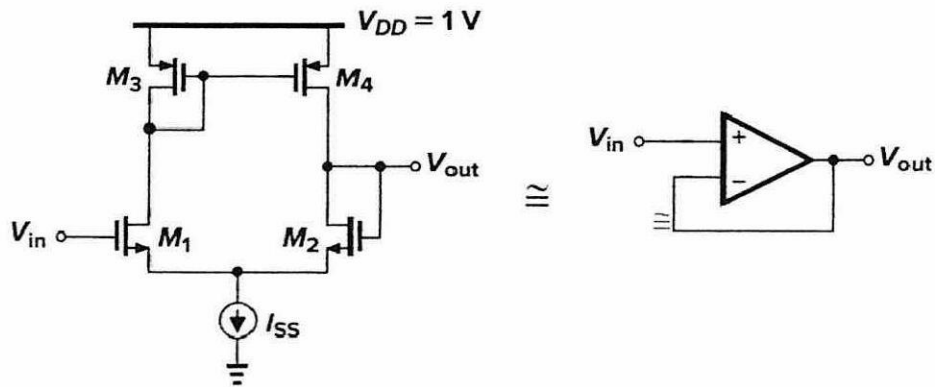 V_DD = 1 V
M_3
M_4
V_in
M_1
M_2
V_out
I_SS
≅
V_in
+
−
≅
V_out